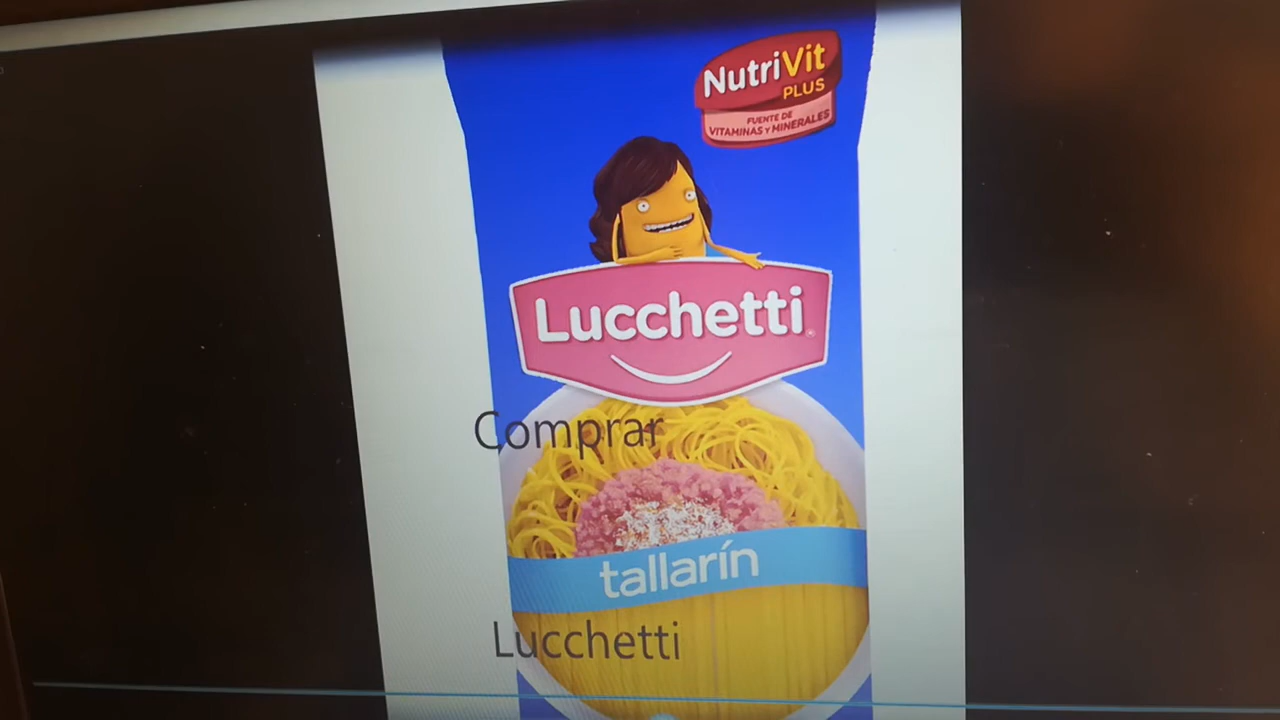 NutriVit
PLUS
FUENTE DE
VITAMINAS Y MINERALES
Lucchetti
Comprar
tallarín
Lucchetti